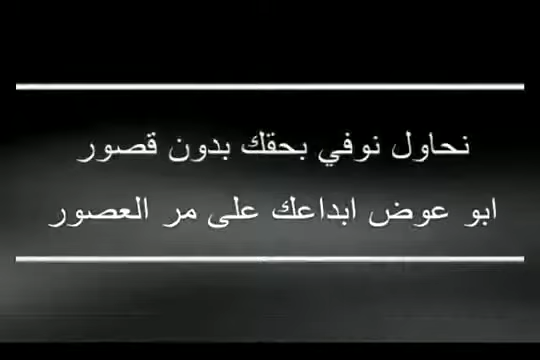 نحاول نوفي بحقك بدون قصور
ابو عوض ابداعك على مر العصور